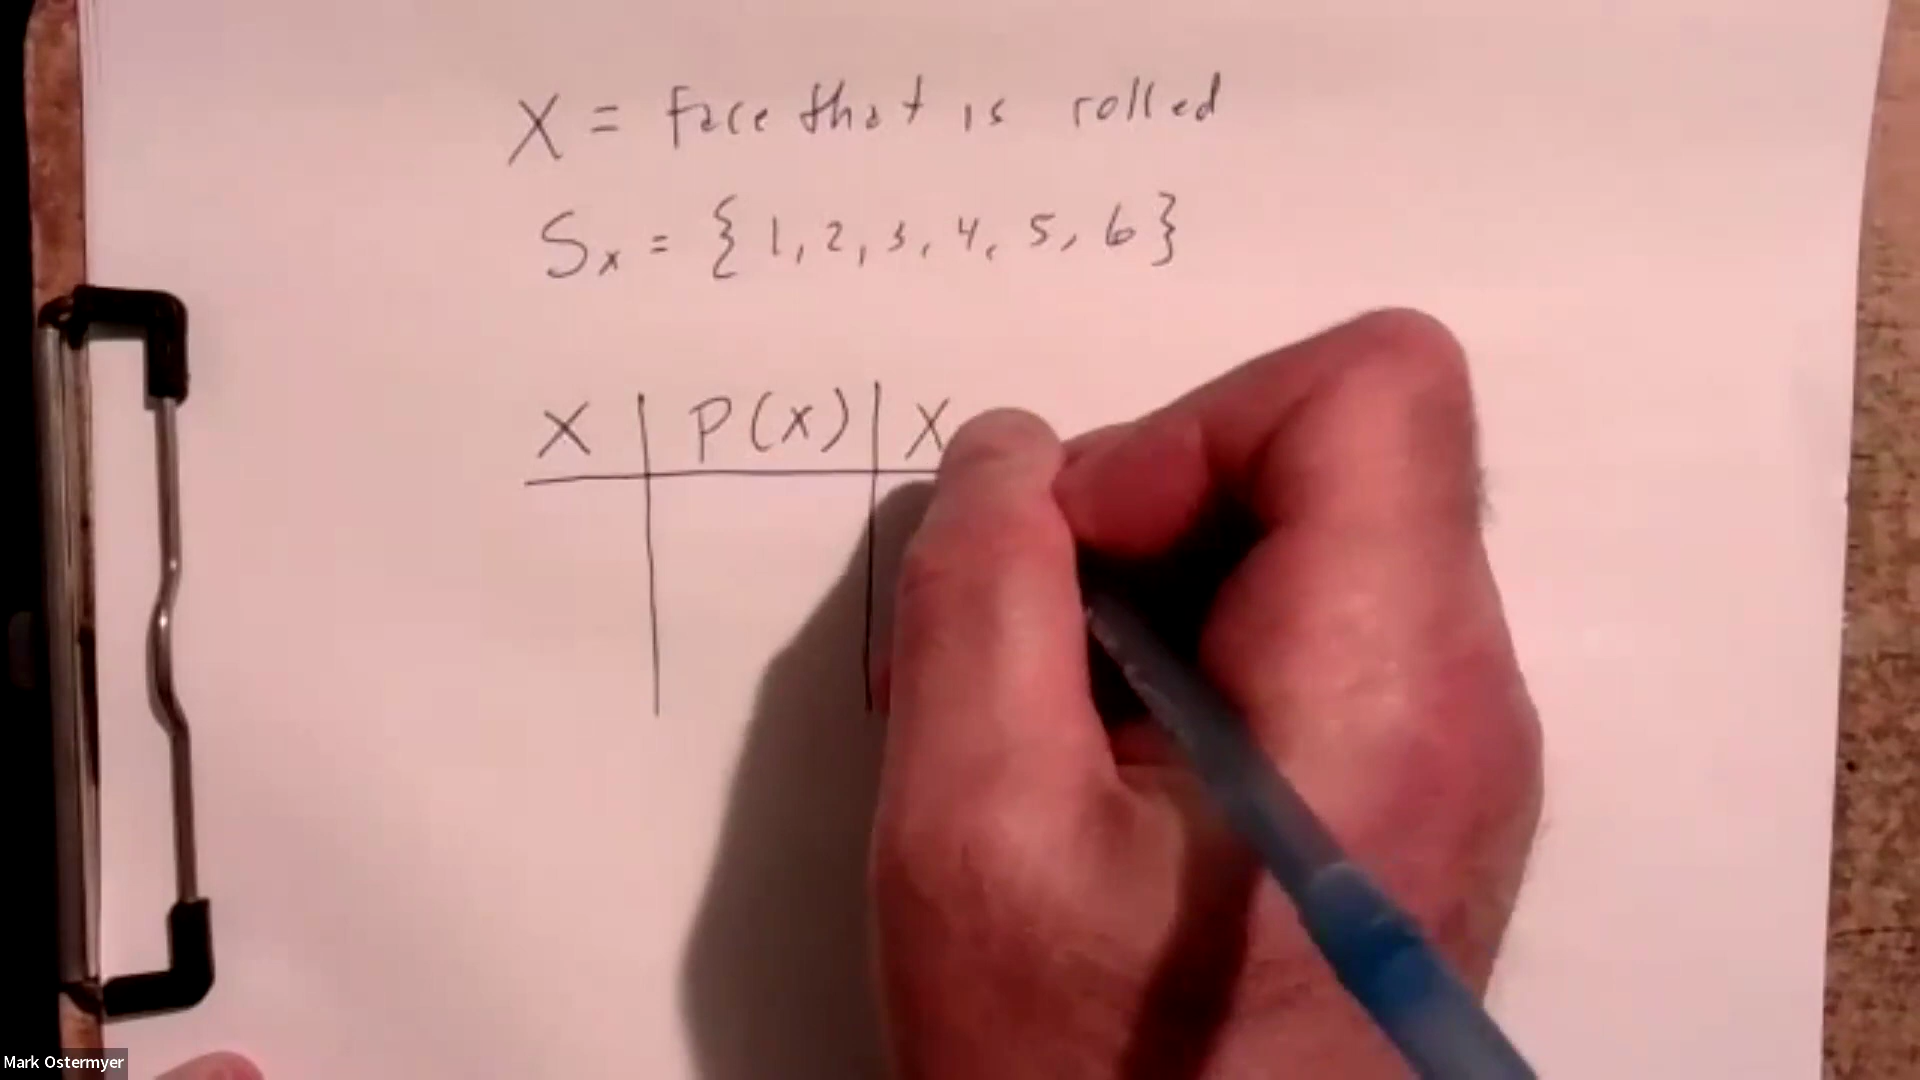 X = face that is rolled
Sx = {1, 2, 3, 4, 5, 6}
X P(x) X
Mark Ostermyer